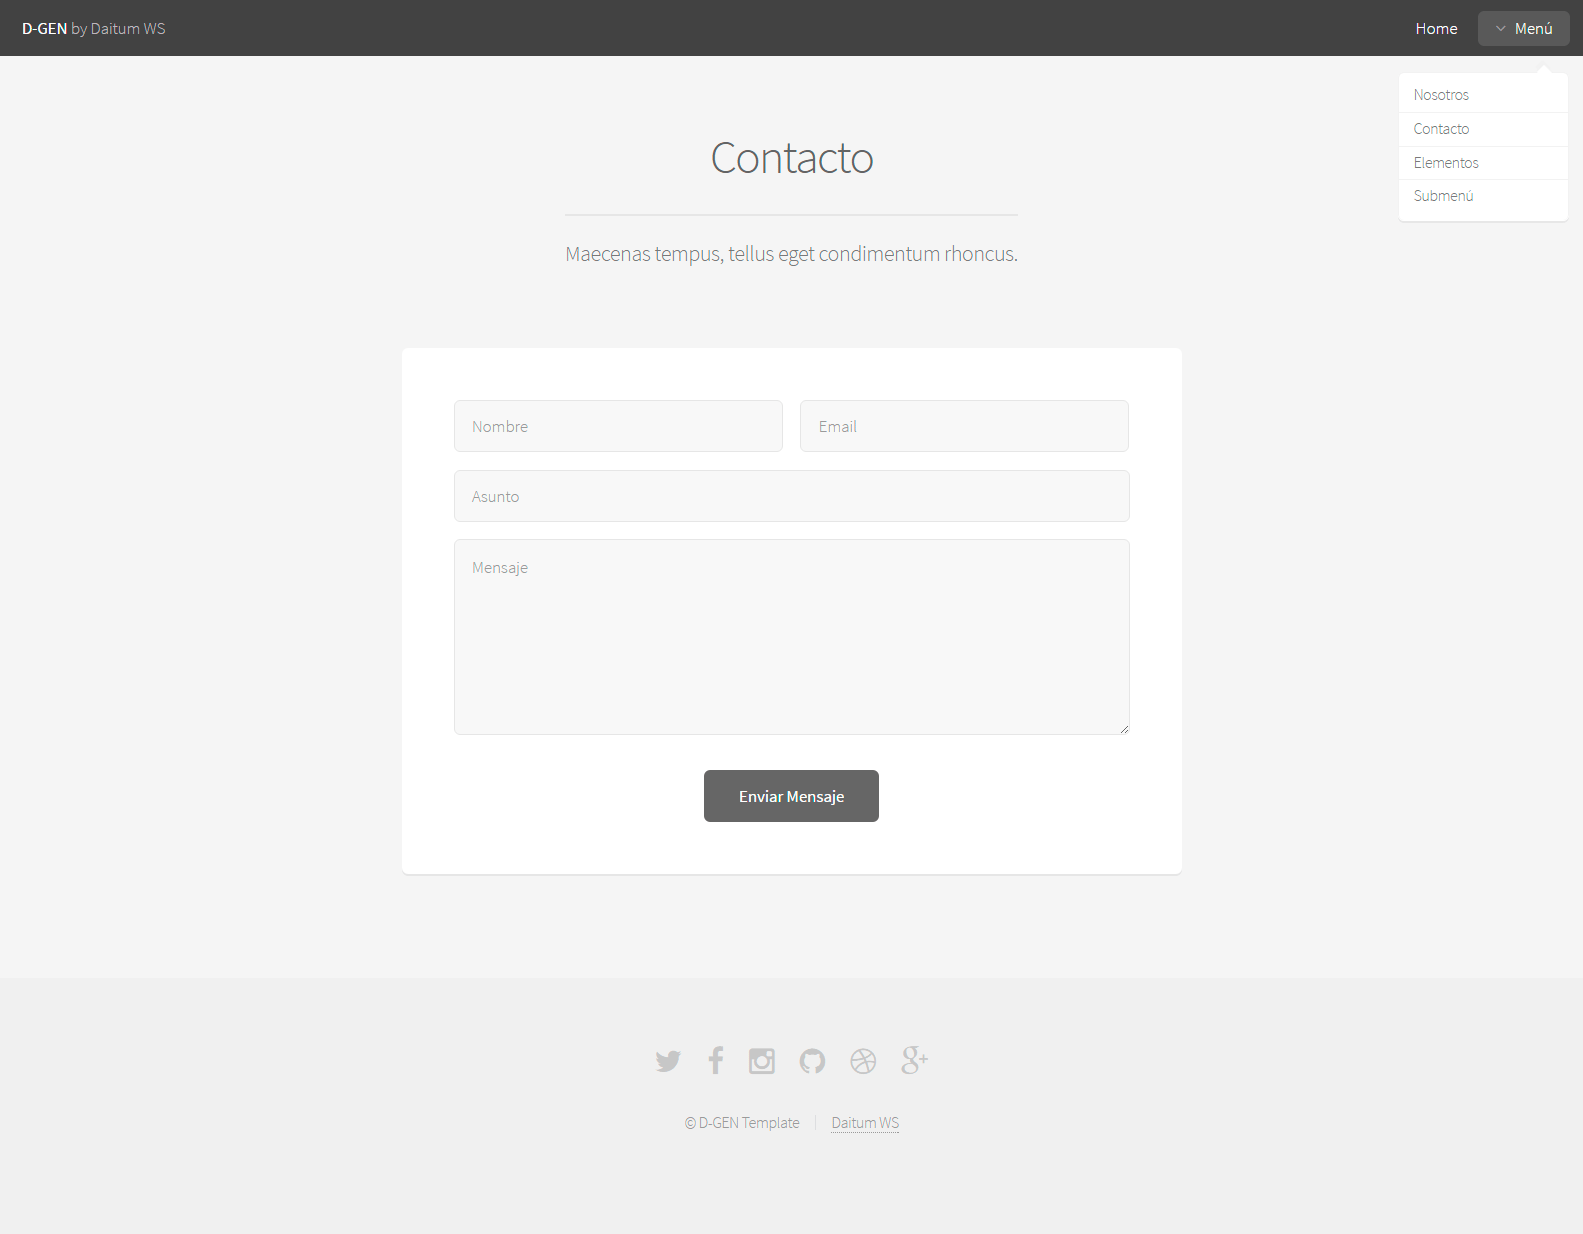 D-GEN by Daitum WS
Home
Menú
Nosotros
Contacto
Elementos
Submenú
Contacto
Maecenas tempus, tellus eget condimentum rhoncus.
Nombre
Email
Asunto
Mensaje
Enviar Mensaje
© D-GEN Template
Daitum WS